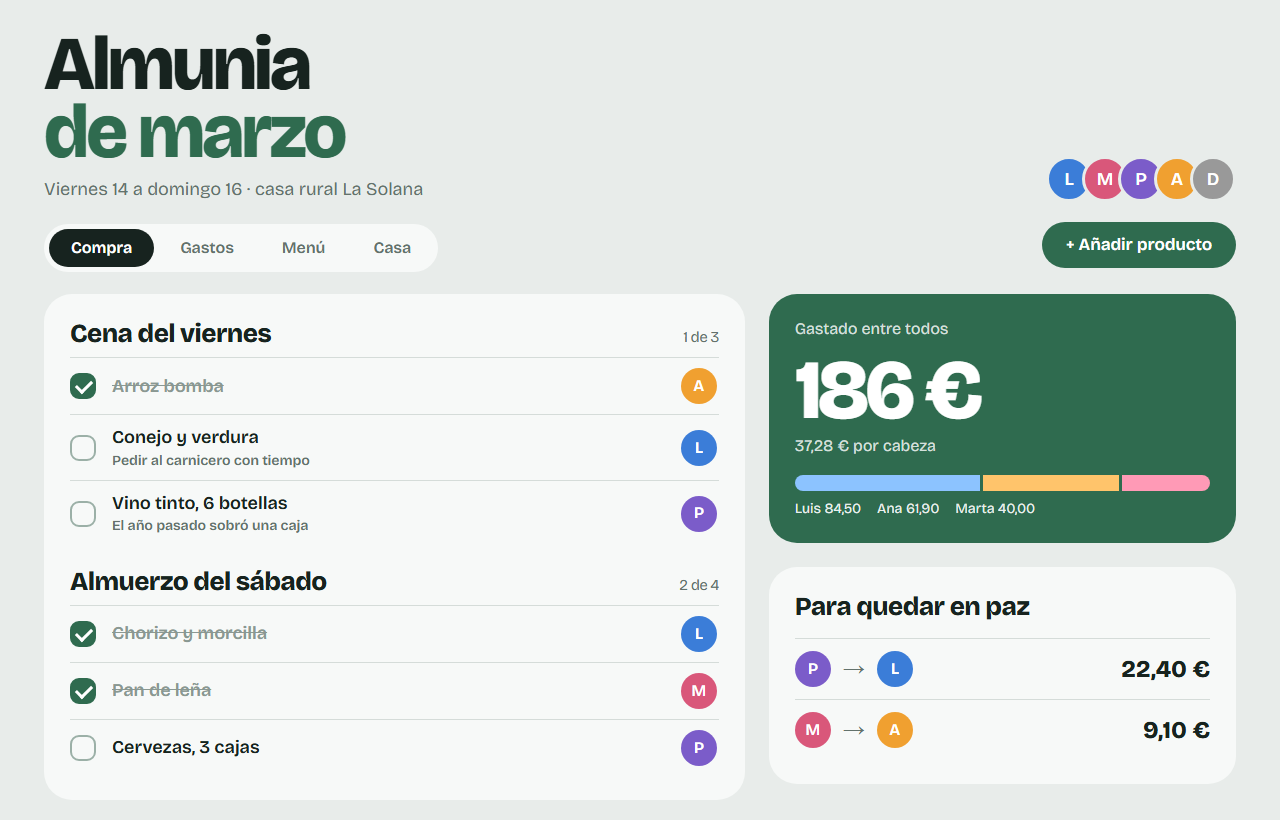 Almunia
de marzo
Viernes 14 a domingo 16 · casa rural La Solana
L M P A D
Compra Gastos Menú Casa
+ Añadir producto
Cena del viernes 1 de 3
Arroz bomba A
Conejo y verdura L
Pedir al carnicero con tiempo
Vino tinto, 6 botellas P
El año pasado sobró una caja
Almuerzo del sábado 2 de 4
Chorizo y morcilla L
Pan de leña M
Cervezas, 3 cajas P
Gastado entre todos
186 €
37,28 € por cabeza
Luis 84,50 Ana 61,90 Marta 40,00
Para quedar en paz
P → L 22,40 €
M → A 9,10 €